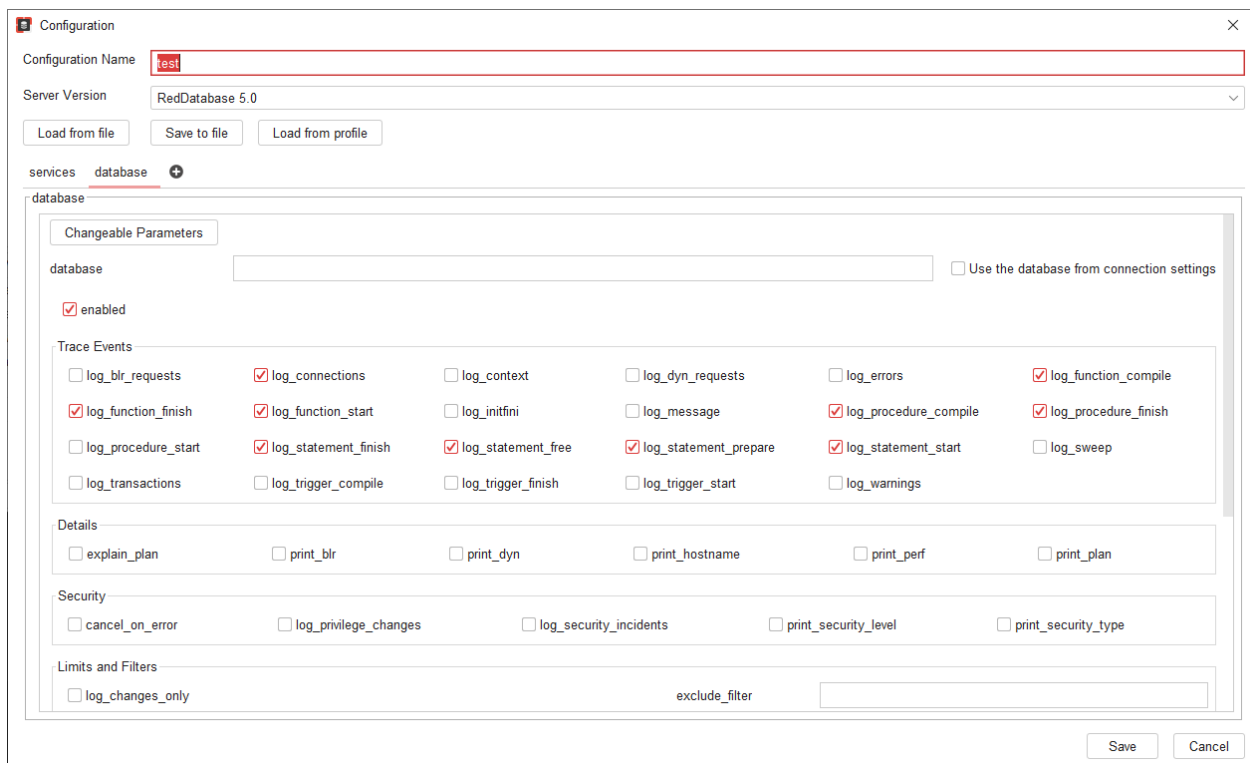 Configuration
Configuration Name test
Server Version RedDatabase 5.0
Load from file Save to file Load from profile
services database
database
Changeable Parameters
database Use the database from connection settings
enabled
Trace Events
log_blr_requests log_connections log_context log_dyn_requests log_errors log_function_compile
log_function_finish log_function_start log_initfini log_message log_procedure_compile log_procedure_finish
log_procedure_start log_statement_finish log_statement_free log_statement_prepare log_statement_start log_sweep
log_transactions log_trigger_compile log_trigger_finish log_trigger_start log_warnings
Details
explain_plan print_blr print_dyn print_hostname print_perf print_plan
Security
cancel_on_error log_privilege_changes log_security_incidents print_security_level print_security_type
Limits and Filters
log_changes_only exclude_filter
Save Cancel